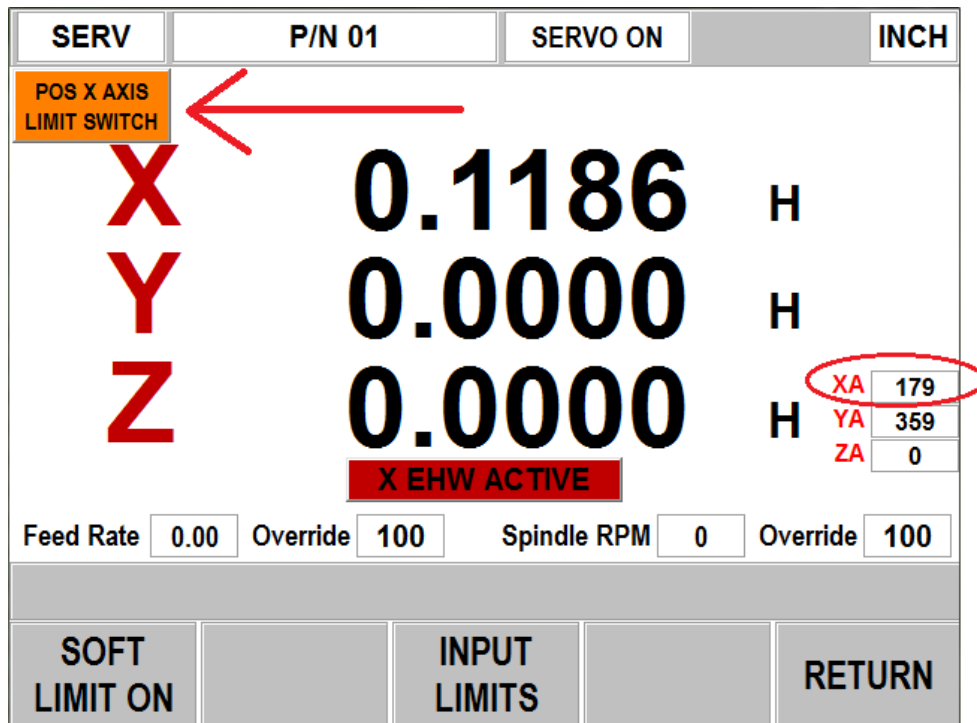 SERV P/N 01 SERVO ON INCH
POS X AXIS
LIMIT SWITCH
X 0.1186 H
Y 0.0000 H
Z 0.0000 H
XA 179
YA 359
ZA 0
X EHW ACTIVE
Feed Rate 0.00 Override 100 Spindle RPM 0 Override 100
SOFT
LIMIT ON
INPUT
LIMITS
RETURN